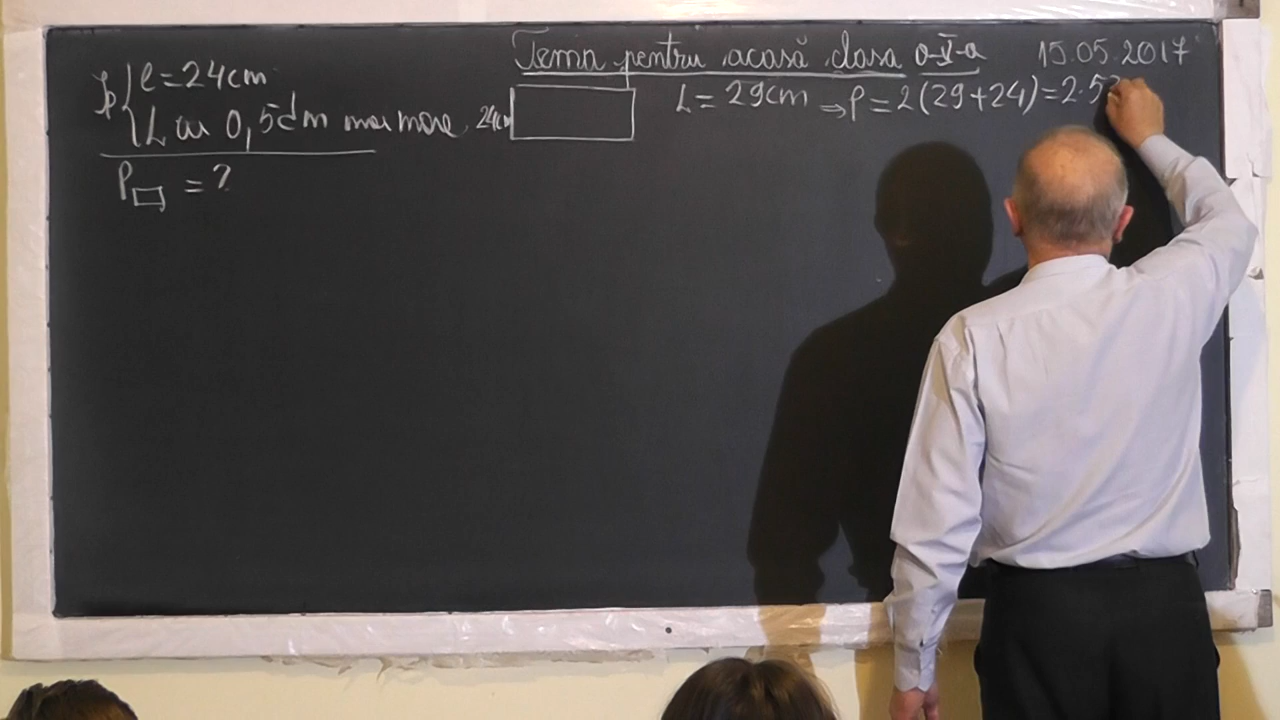 Tema pentru acasă clasa a-V-a 15.05.2017
Ip l=24cm
L cu 0,5dm mai mare
24cm
L = 29cm ⇒ P = 2(29+24)=2·53
P▭ = ?